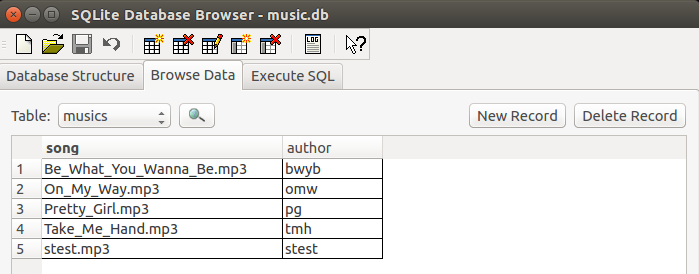 SQLite Database Browser - music.db
LOG
Database Structure Browse Data Execute SQL
Table: musics New Record Delete Record
song author
1 Be_What_You_Wanna_Be.mp3 bwyb
2 On_My_Way.mp3 omw
3 Pretty_Girl.mp3 pg
4 Take_Me_Hand.mp3 tmh
5 stest.mp3 stest